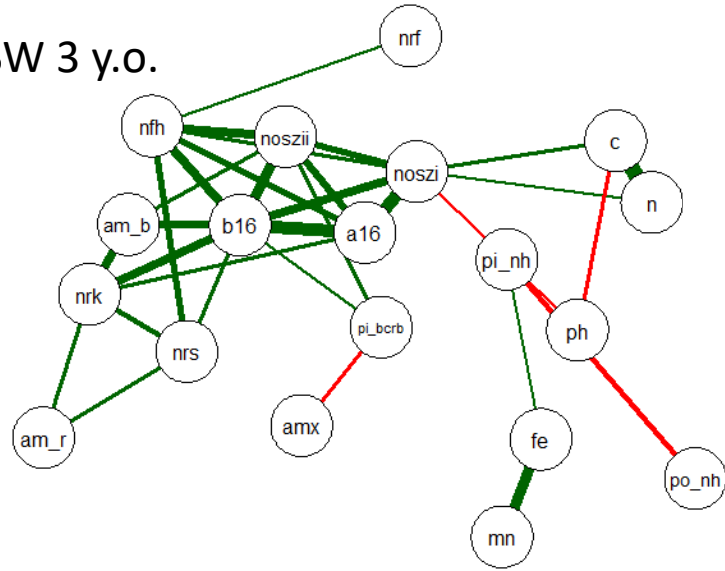 nrf
W 3 y.o.
nfh
noszii
c
noszi
n
am_b
b16
a16
pi_nh
nrk
pi_bcrb
ph
nrs
amx
am_r
fe
po_nh
mn